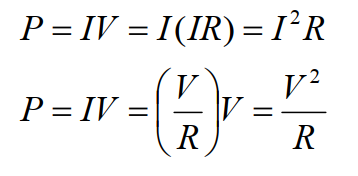 P = IV = I(IR) = I²R
P = IV = (V/R)V = V²/R